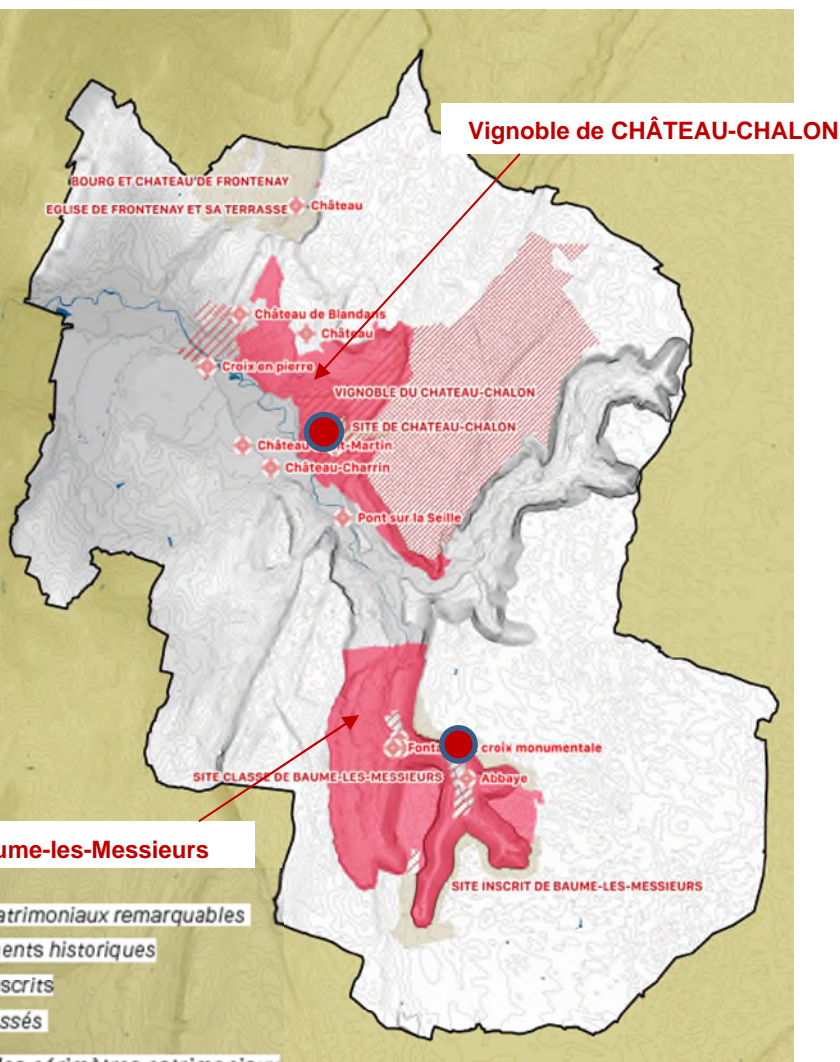 Vignoble de CHÂTEAU-CHALON
BOURG ET CHATEAU DE FRONTENAY
EGLISE DE FRONTENAY ET SA TERRASSE
Château
Château de Blandans
Château
Croix en pierre
VIGNOBLE DU CHATEAU-CHALON
SITE DE CHATEAU-CHALON
Château t-Martin
Château-Charrin
Pont sur la Seille
Font croix monumentale
SITE CLASSE DE BAUME-LES-MESSIEURS
Abbaye
ume-les-Messieurs
SITE INSCRIT DE BAUME-LES-MESSIEURS
atrimoniaux remarquables
ents historiques
scrits
ssés